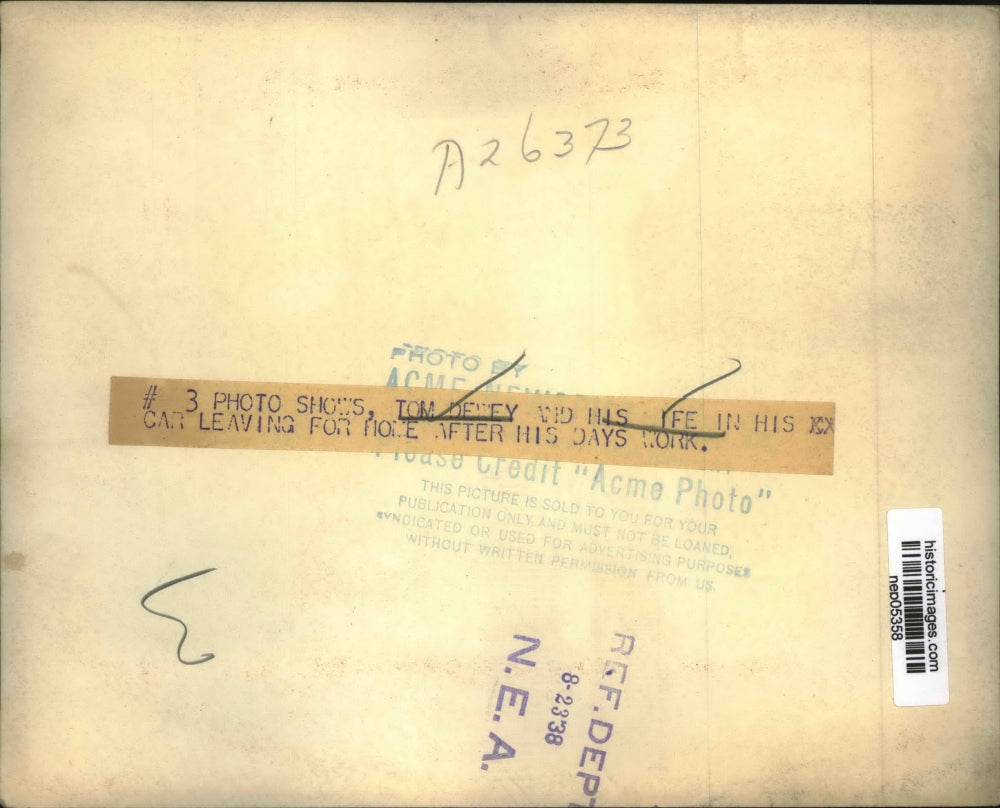 A26373
PHOTO BY
ACME
# 3 PHOTO SHOWS, TOM DEWEY AND HIS IFE IN HIS XX
CAR LEAVING FOR HOME AFTER HIS DAYS WORK.
Please Credit "Acme Photo"
THIS PICTURE IS SOLD TO YOU FOR YOUR
PUBLICATION ONLY AND MUST NOT BE LOANED,
SYNDICATED OR USED FOR ADVERTISING PURPOSES
WITHOUT WRITTEN PERMISSION FROM US.
historicimages.com
nep05358
REF. DEPT
8-23 38
N. E. A.